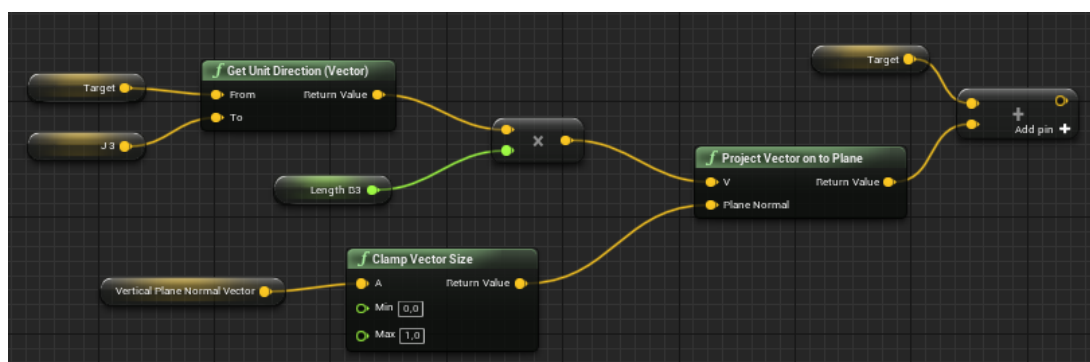 Target
Get Unit Direction (Vector)
Target
From
Return Value
To
J 3
+
Add pin +
×
Project Vector on to Plane
Length B3
V
Return Value
Plane Normal
Clamp Vector Size
Vertical Plane Normal Vector
A
Return Value
Min 0,0
Max 1,0